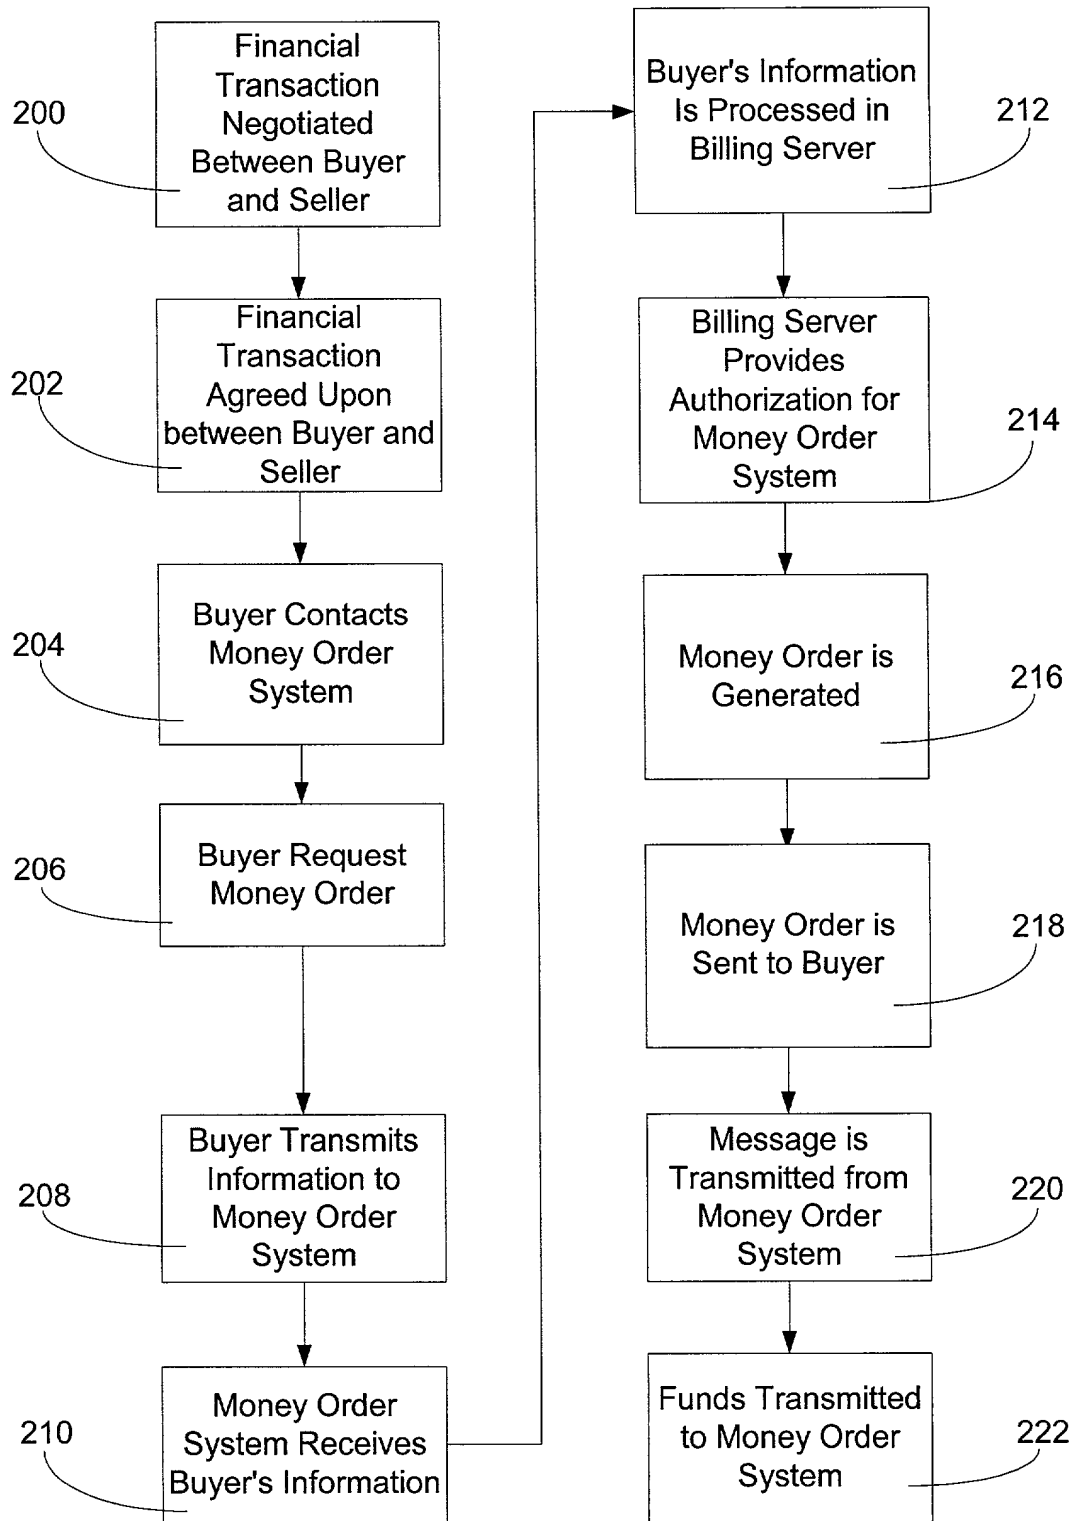 200
Financial
Transaction
Negotiated
Between Buyer
and Seller
202
Financial
Transaction
Agreed Upon
between Buyer and
Seller
204
Buyer Contacts
Money Order
System
206
Buyer Request
Money Order
208
Buyer Transmits
Information to
Money Order
System
210
Money Order
System Receives
Buyer's Information
Buyer's Information
Is Processed in
Billing Server
212
Billing Server
Provides
Authorization for
Money Order
System
214
Money Order is
Generated
216
Money Order is
Sent to Buyer
218
Message is
Transmitted from
Money Order
System
220
Funds Transmitted
to Money Order
System
222